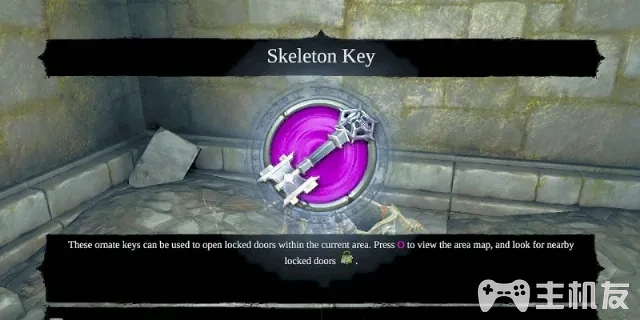 Skeleton Key
These ornate keys can be used to open locked doors within the current area. Press O to view the area map, and look for nearby
locked doors .
主机友